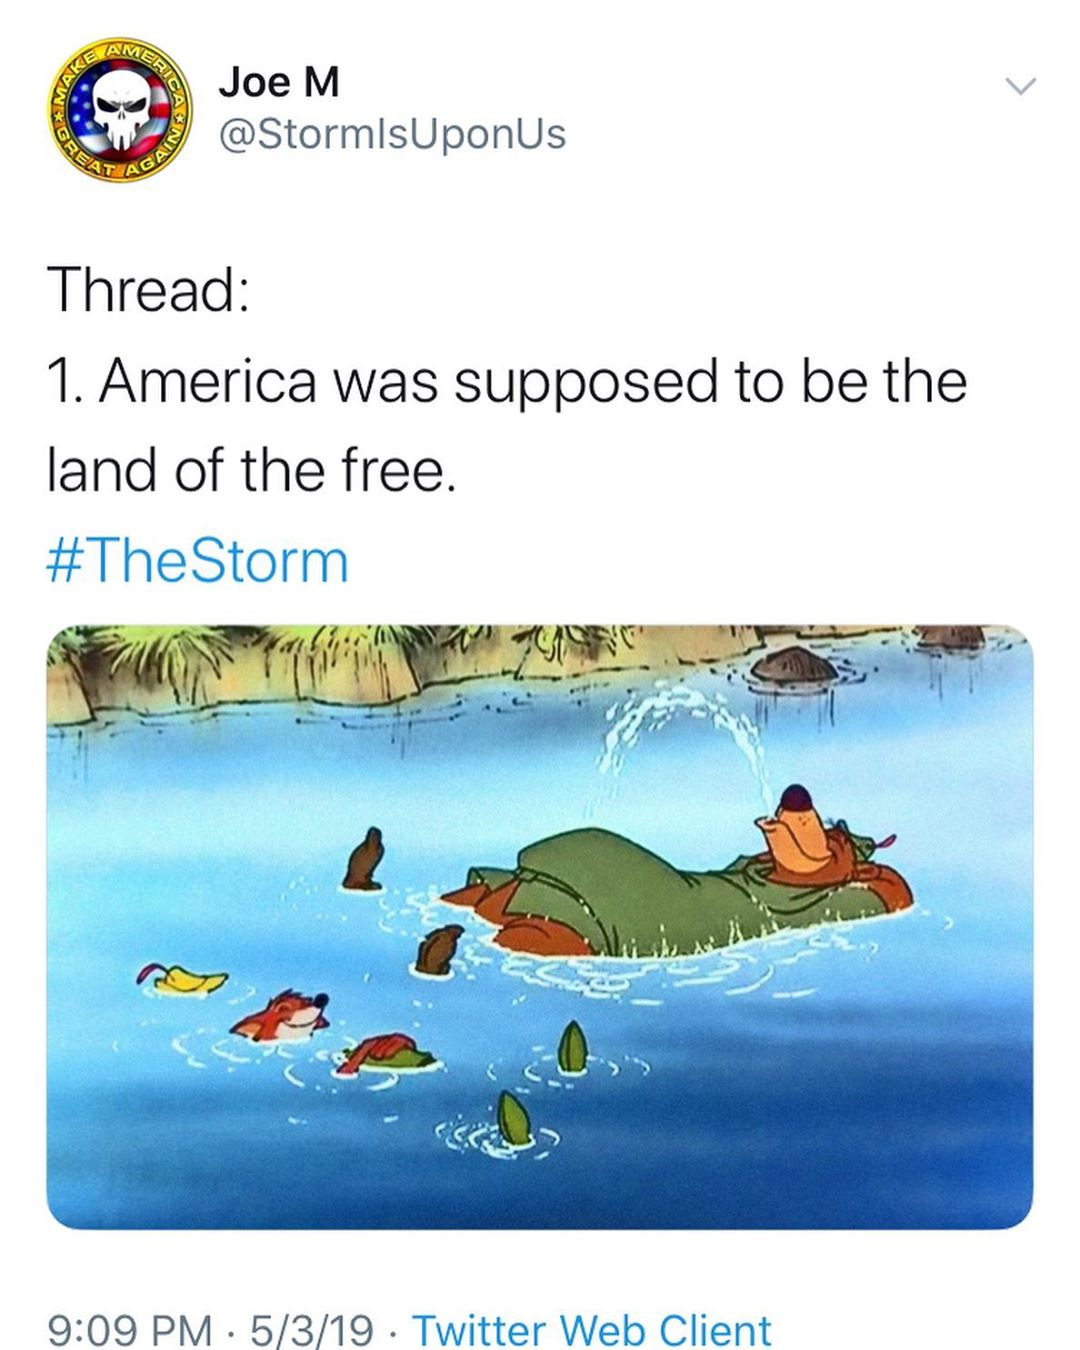 MAKE AMERICA
GREAT AGAIN
Joe M
@StormIsUponUs
Thread:
1. America was supposed to be the
land of the free.
#TheStorm
9:09 PM · 5/3/19 · Twitter Web Client